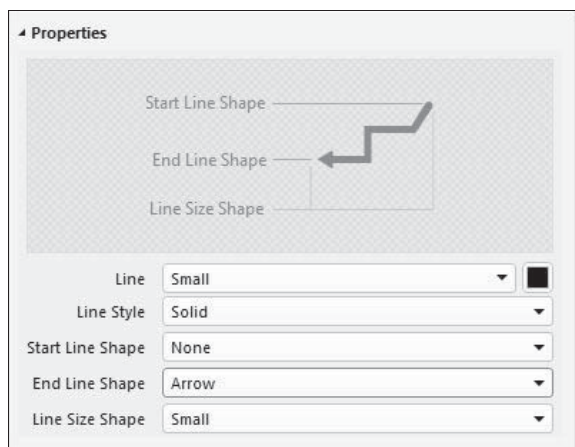 Properties
Start Line Shape
End Line Shape
Line Size Shape
Line Small
Line Style Solid
Start Line Shape None
End Line Shape Arrow
Line Size Shape Small